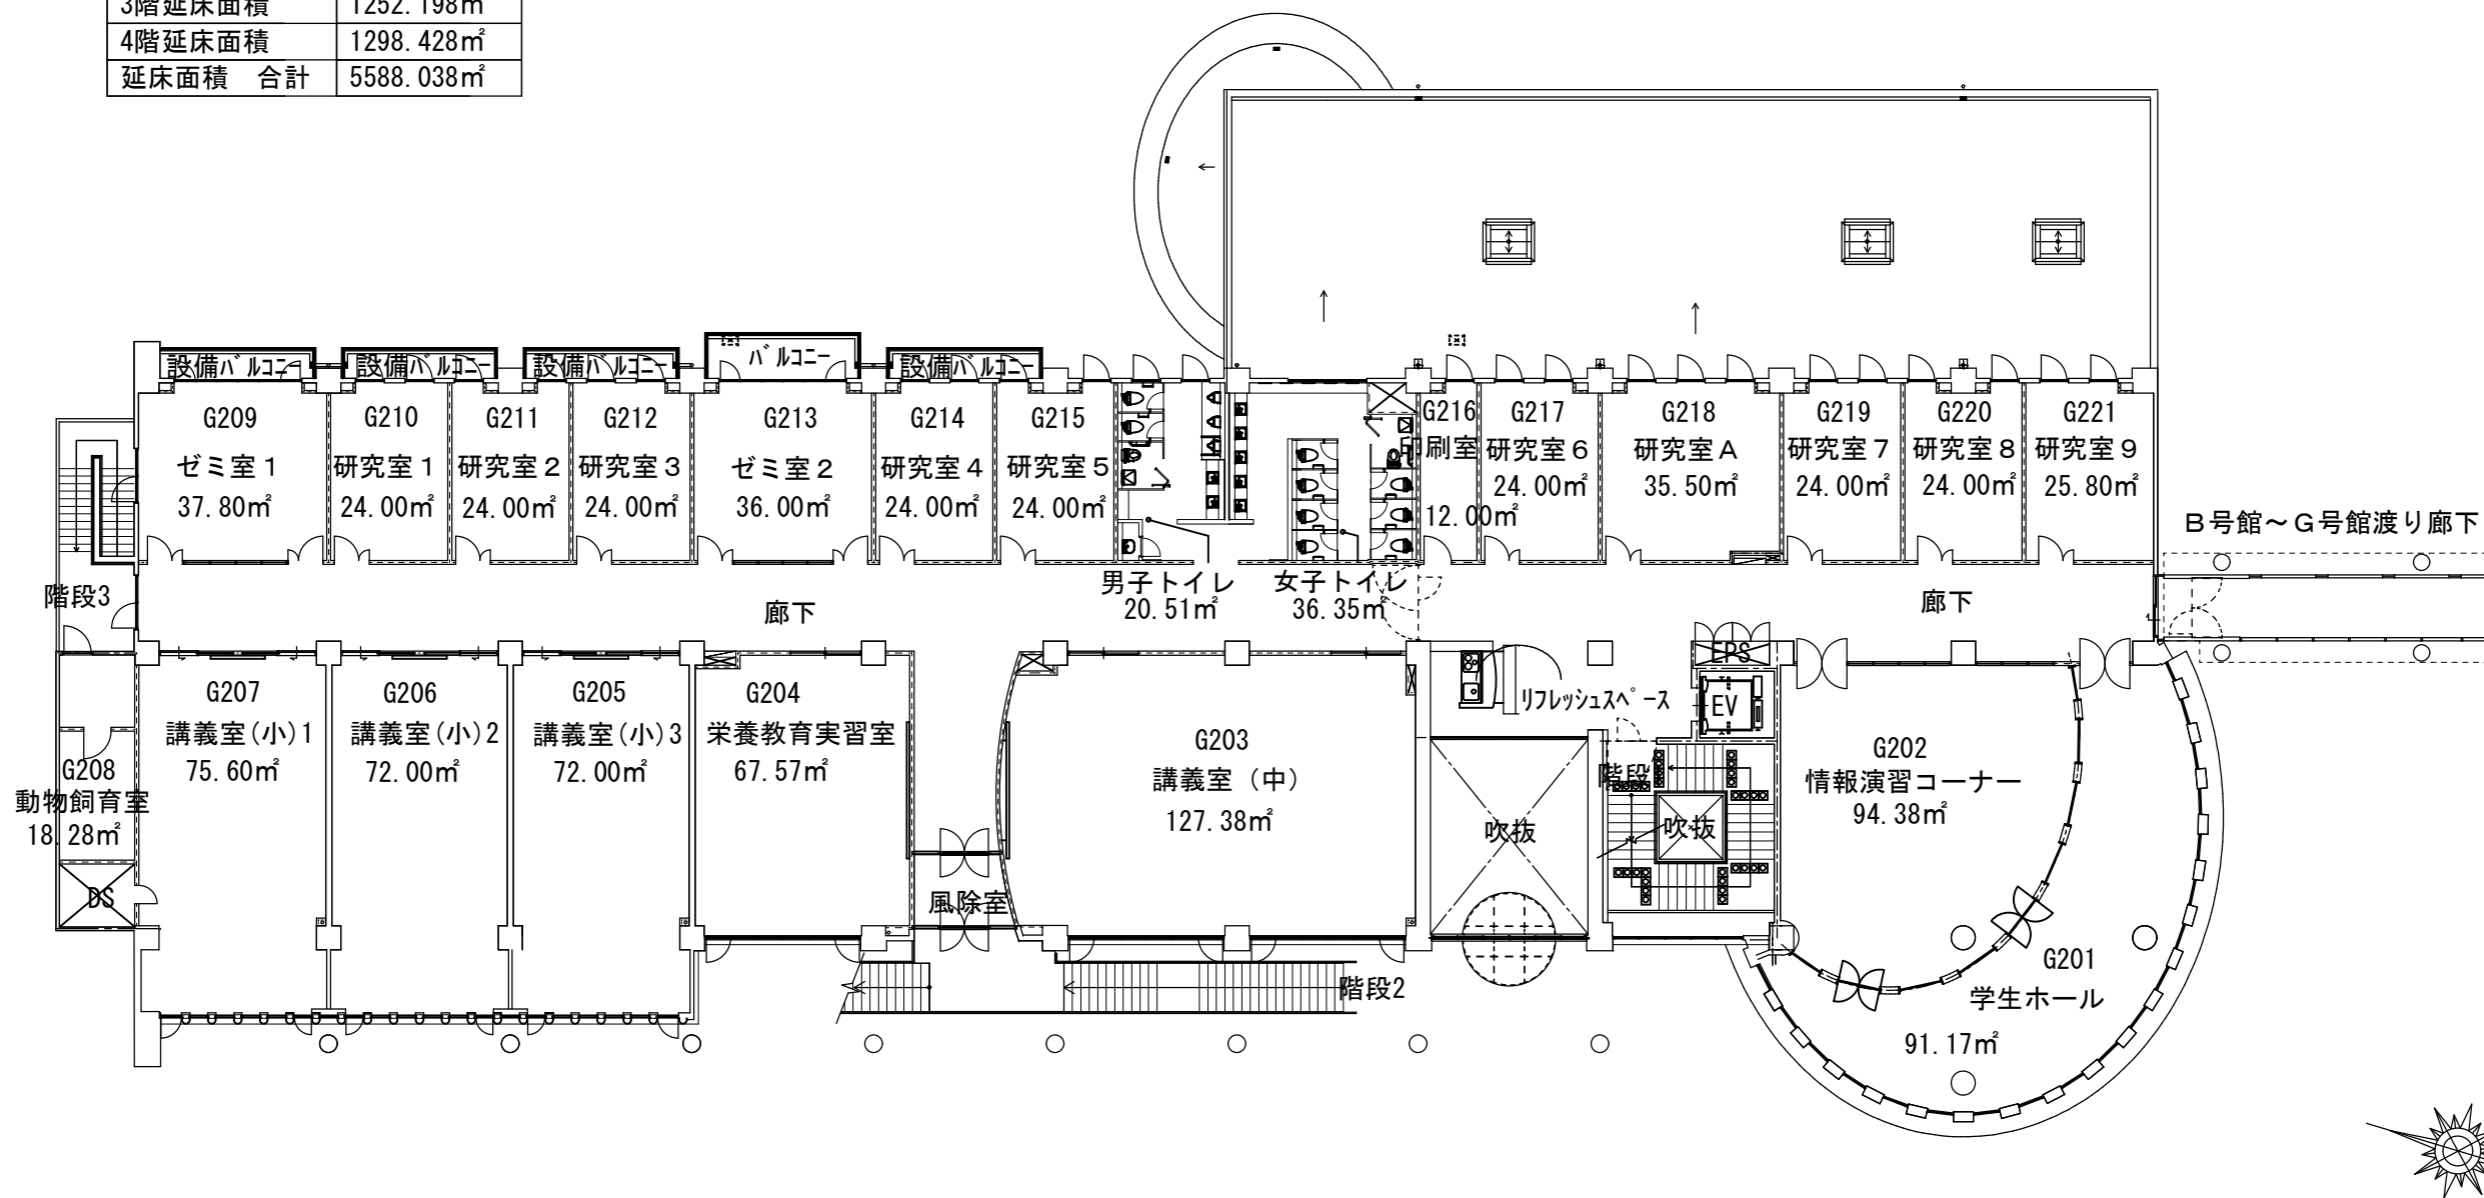 3階延床面積 1252.198㎡
4階延床面積 1298.428㎡
延床面積 合計 5588.038㎡
設備バルコニー
設備バルコニー
設備バルコニー
バルコニー
設備バルコニー
G209
ゼミ室1
37.80㎡
G210
研究室1
24.00㎡
G211
研究室2
24.00㎡
G212
研究室3
24.00㎡
G213
ゼミ室2
36.00㎡
G214
研究室4
24.00㎡
G215
研究室5
24.00㎡
G216
印刷室
12.00㎡
G217
研究室6
24.00㎡
G218
研究室A
35.50㎡
G219
研究室7
24.00㎡
G220
研究室8
24.00㎡
G221
研究室9
25.80㎡
B号館~G号館渡り廊下
階段3
廊下
男子トイレ
20.51㎡
女子トイレ
36.35㎡
廊下
G208
動物飼育室
18.28㎡
DS
G207
講義室(小)1
75.60㎡
G206
講義室(小)2
72.00㎡
G205
講義室(小)3
72.00㎡
G204
栄養教育実習室
67.57㎡
風除室
G203
講義室(中)
127.38㎡
リフレッシュスペース
EPS
EV
階段
吹抜
吹抜
G202
情報演習コーナー
94.38㎡
G201
学生ホール
91.17㎡
階段2